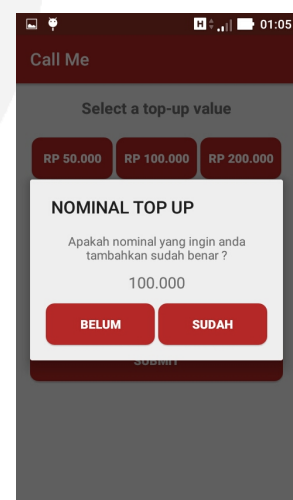 H 01:05
Call Me
Select a top-up value
RP 50.000 RP 100.000 RP 200.000
NOMINAL TOP UP
Apakah nominal yang ingin anda
tambahkan sudah benar ?
100.000
BELUM SUDAH
SUBMIT